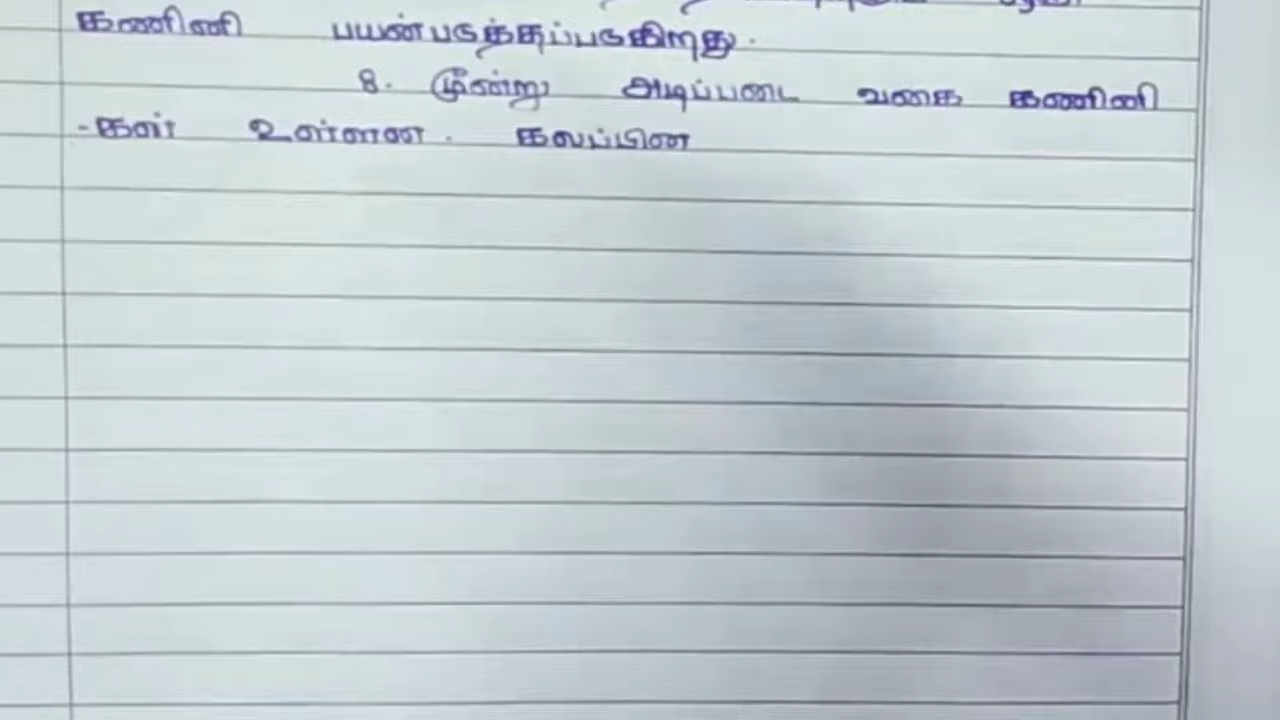 கணினி பயன்படுத்தப்படுகிறது.
8. மூன்று அடிப்படை வகை கணினி
-கள் உள்ளன. கலப்பின